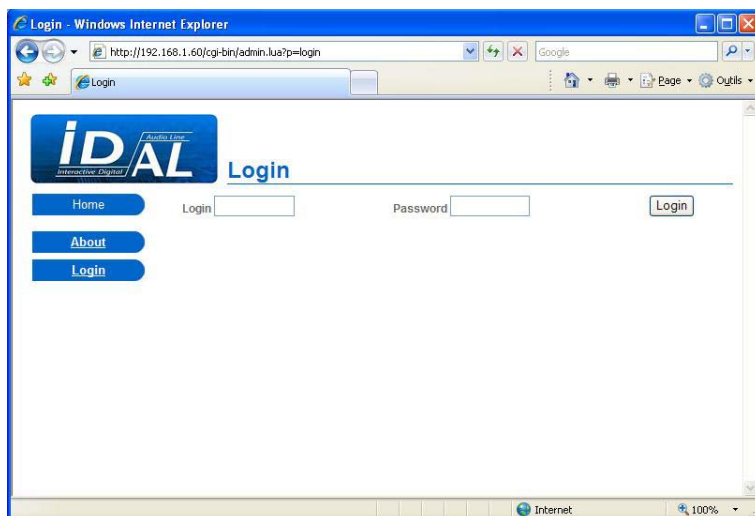 Login - Windows Internet Explorer
http://192.168.1.60/cgi-bin/admin.lua?p=login
Google
Login
Page
Outils
iDAL
Audio Line
Interactive Digital
Login
Home
Login
Password
Login
About
Login
Internet
100%